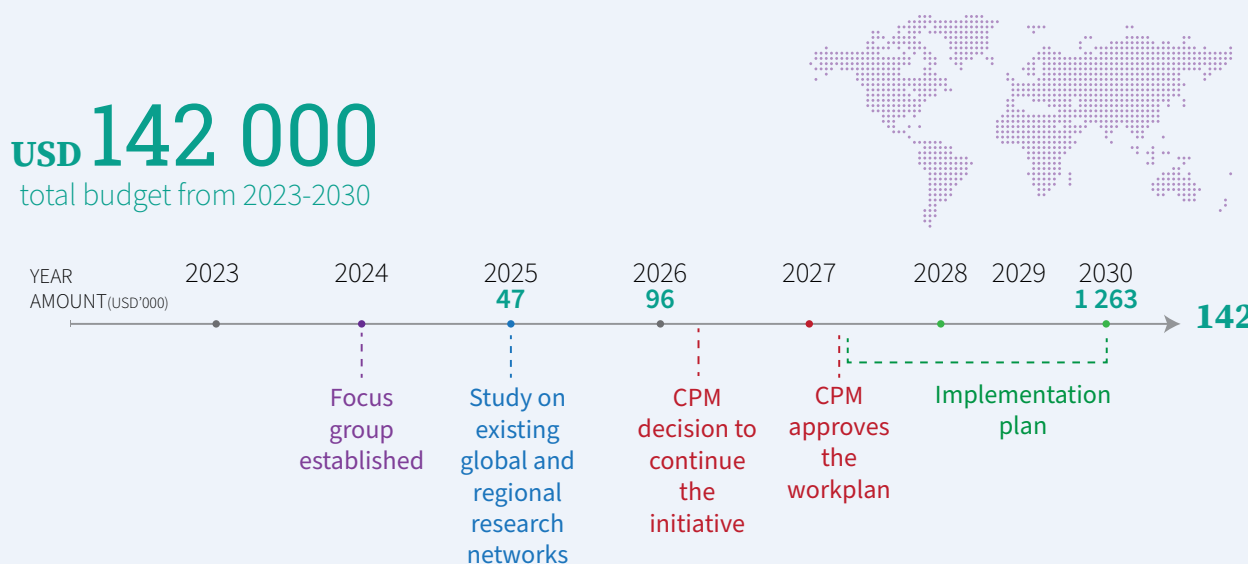 USD 142 000
total budget from 2023-2030
YEAR 2023 2024 2025 2026 2027 2028 2029 2030
AMOUNT(USD'000) 47 96 1 263
142
Focus
group
established
Study on
existing
global and
regional
research
networks
CPM
decision to
continue
the
initiative
CPM
approves
the
workplan
Implementation
plan